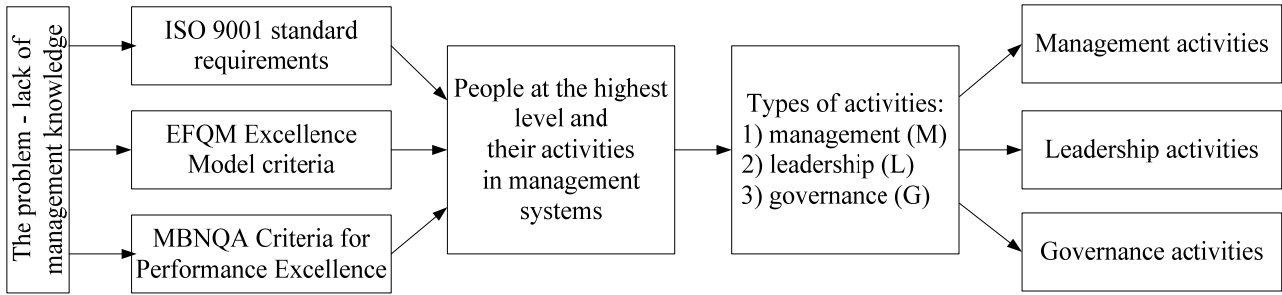 The problem - lack of
management knowledge
ISO 9001 standard
requirements
EFQM Excellence
Model criteria
MBNQA Criteria for
Performance Excellence
People at the highest
level and
their activities
in management
systems
Types of activities:
1) management (M)
2) leadership (L)
3) governance (G)
Management activities
Leadership activities
Governance activities